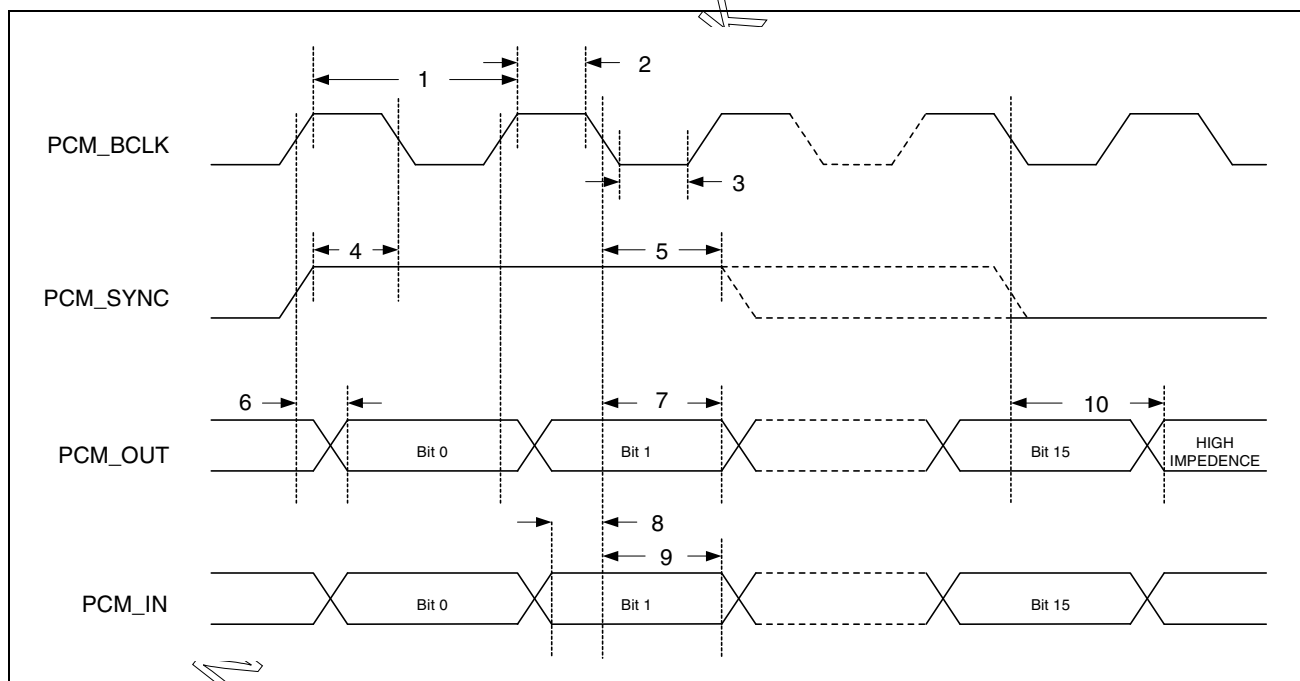 1
2
PCM_BCLK
3
4
5
PCM_SYNC
6
7
10
PCM_OUT
Bit 0
Bit 1
Bit 15
HIGH
IMPEDENCE
8
9
PCM_IN
Bit 0
Bit 1
Bit 15